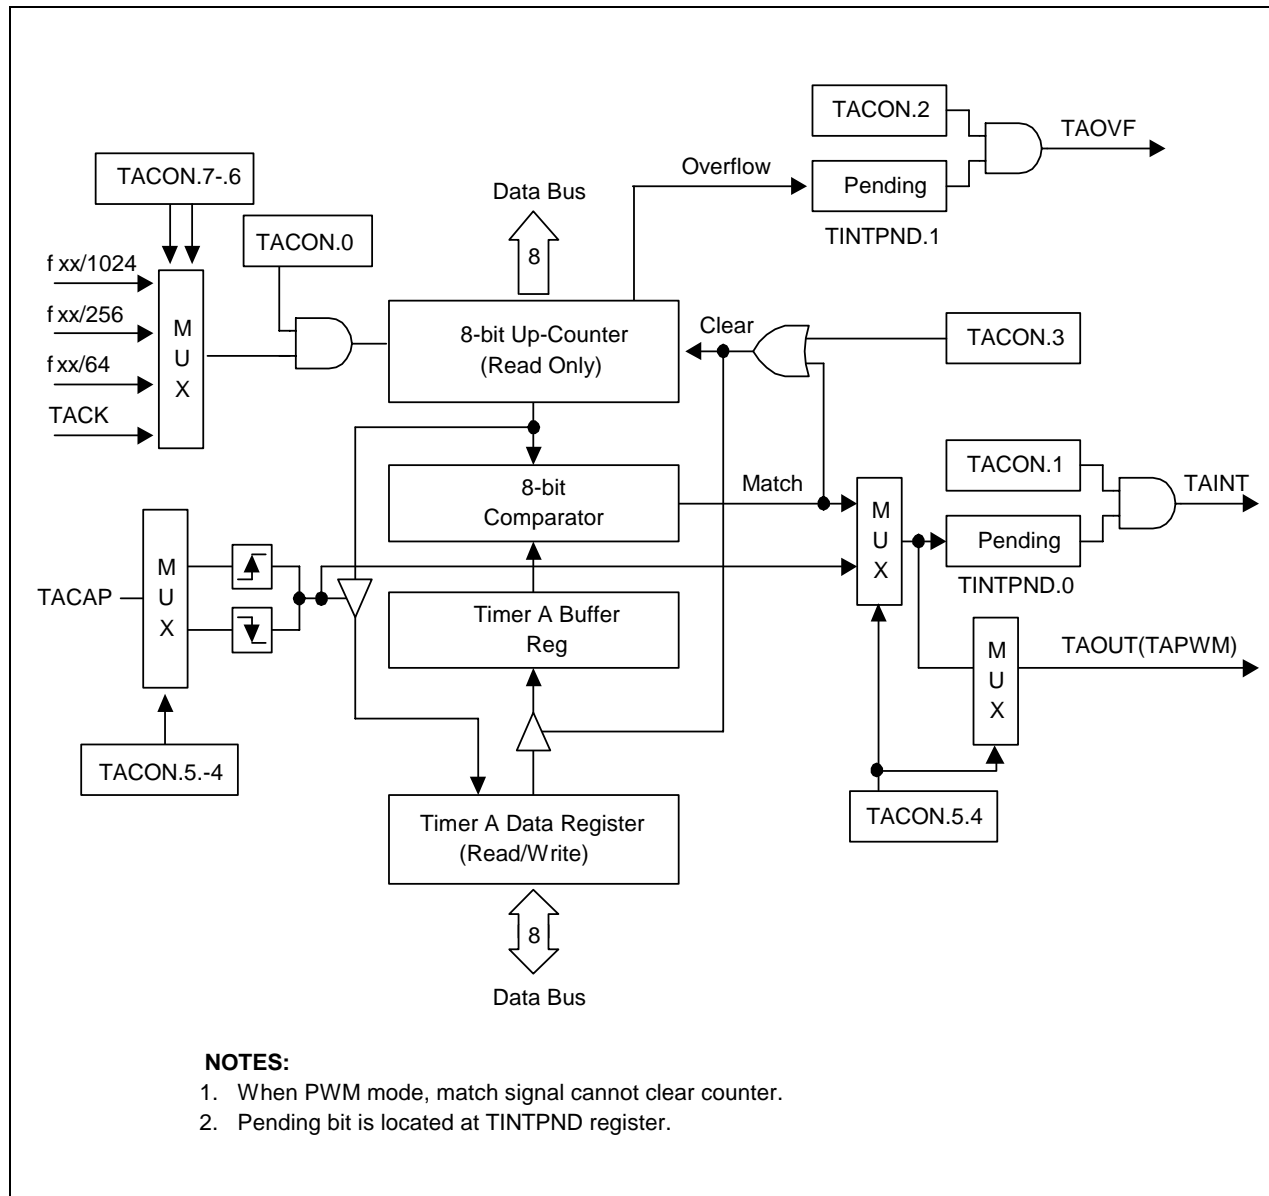 TACON.2
TAOVF
Overflow
Pending
TINTPND.1
TACON.7-.6
Data Bus
8
TACON.0
f xx/1024
f xx/256
f xx/64
TACK
M
U
X
8-bit Up-Counter
(Read Only)
Clear
TACON.3
8-bit
Comparator
Match
M
U
X
TACON.1
TAINT
Pending
TINTPND.0
TACAP
M
U
X
Timer A Buffer
Reg
M
U
X
TAOUT(TAPWM)
TACON.5.-4
Timer A Data Register
(Read/Write)
TACON.5.4
8
Data Bus
NOTES:
1. When PWM mode, match signal cannot clear counter.
2. Pending bit is located at TINTPND register.